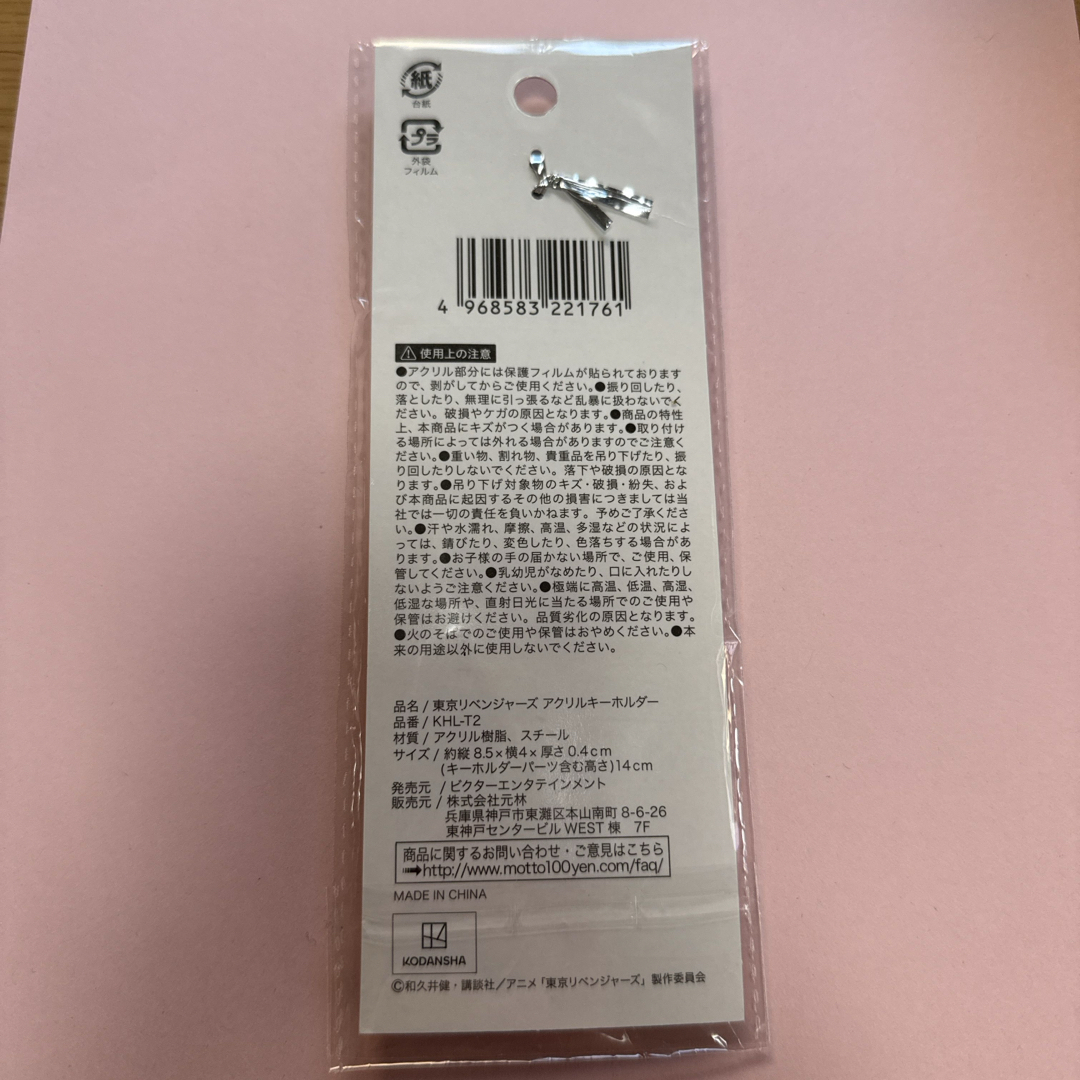 紙
台紙
プラ
外袋
フィルム
4 968583 221761
使用上の注意
●アクリル部分には保護フィルムが貼られております
ので、剥がしてからご使用ください。●振り回したり、
落としたり、無理に引っ張るなど乱暴に扱わないでく
ださい。破損やケガの原因となります。●商品の特性
上、本商品にキズがつく場合があります。●取り付け
る場所によっては外れる場合がありますのでご注意く
ださい。●重い物、割れ物、貴重品を吊り下げたり、振
り回したりしないでください。落下や破損の原因とな
ります。●吊り下げ対象物のキズ・破損・紛失、およ
び本商品に起因するその他の損害につきましては当
社では一切の責任を負いかねます。予めご了承くださ
い。●汗や水濡れ、摩擦、高温、多湿などの状況によ
っては、錆びたり、変色したり、色落ちする場合があ
ります。●お子様の手の届かない場所で、ご使用、保
管してください。●乳幼児がなめたり、口に入れたりし
ないようご注意ください。●極端に高温、低温、高湿、
低湿な場所や、直射日光に当たる場所でのご使用や
保管はお避けください。品質劣化の原因となります。
●火のそばでのご使用や保管はおやめください。●本
来の用途以外に使用しないでください。
品名 / 東京リベンジャーズ アクリルキーホルダー
品番 / KHL-T2
材質 / アクリル樹脂、スチール
サイズ / 約縦8.5×横4×厚さ0.4cm
(キーホルダーパーツ含む高さ)14cm
発売元 / ビクターエンタテインメント
販売元 / 株式会社元林
兵庫県神戸市東灘区本山南町8-6-26
東神戸センタービルWEST棟 7F
商品に関するお問い合わせ・ご意見はこちら
➡http://www.motto100yen.com/faq/
MADE IN CHINA
KODANSHA
©和久井健・講談社／アニメ「東京リベンジャーズ」製作委員会